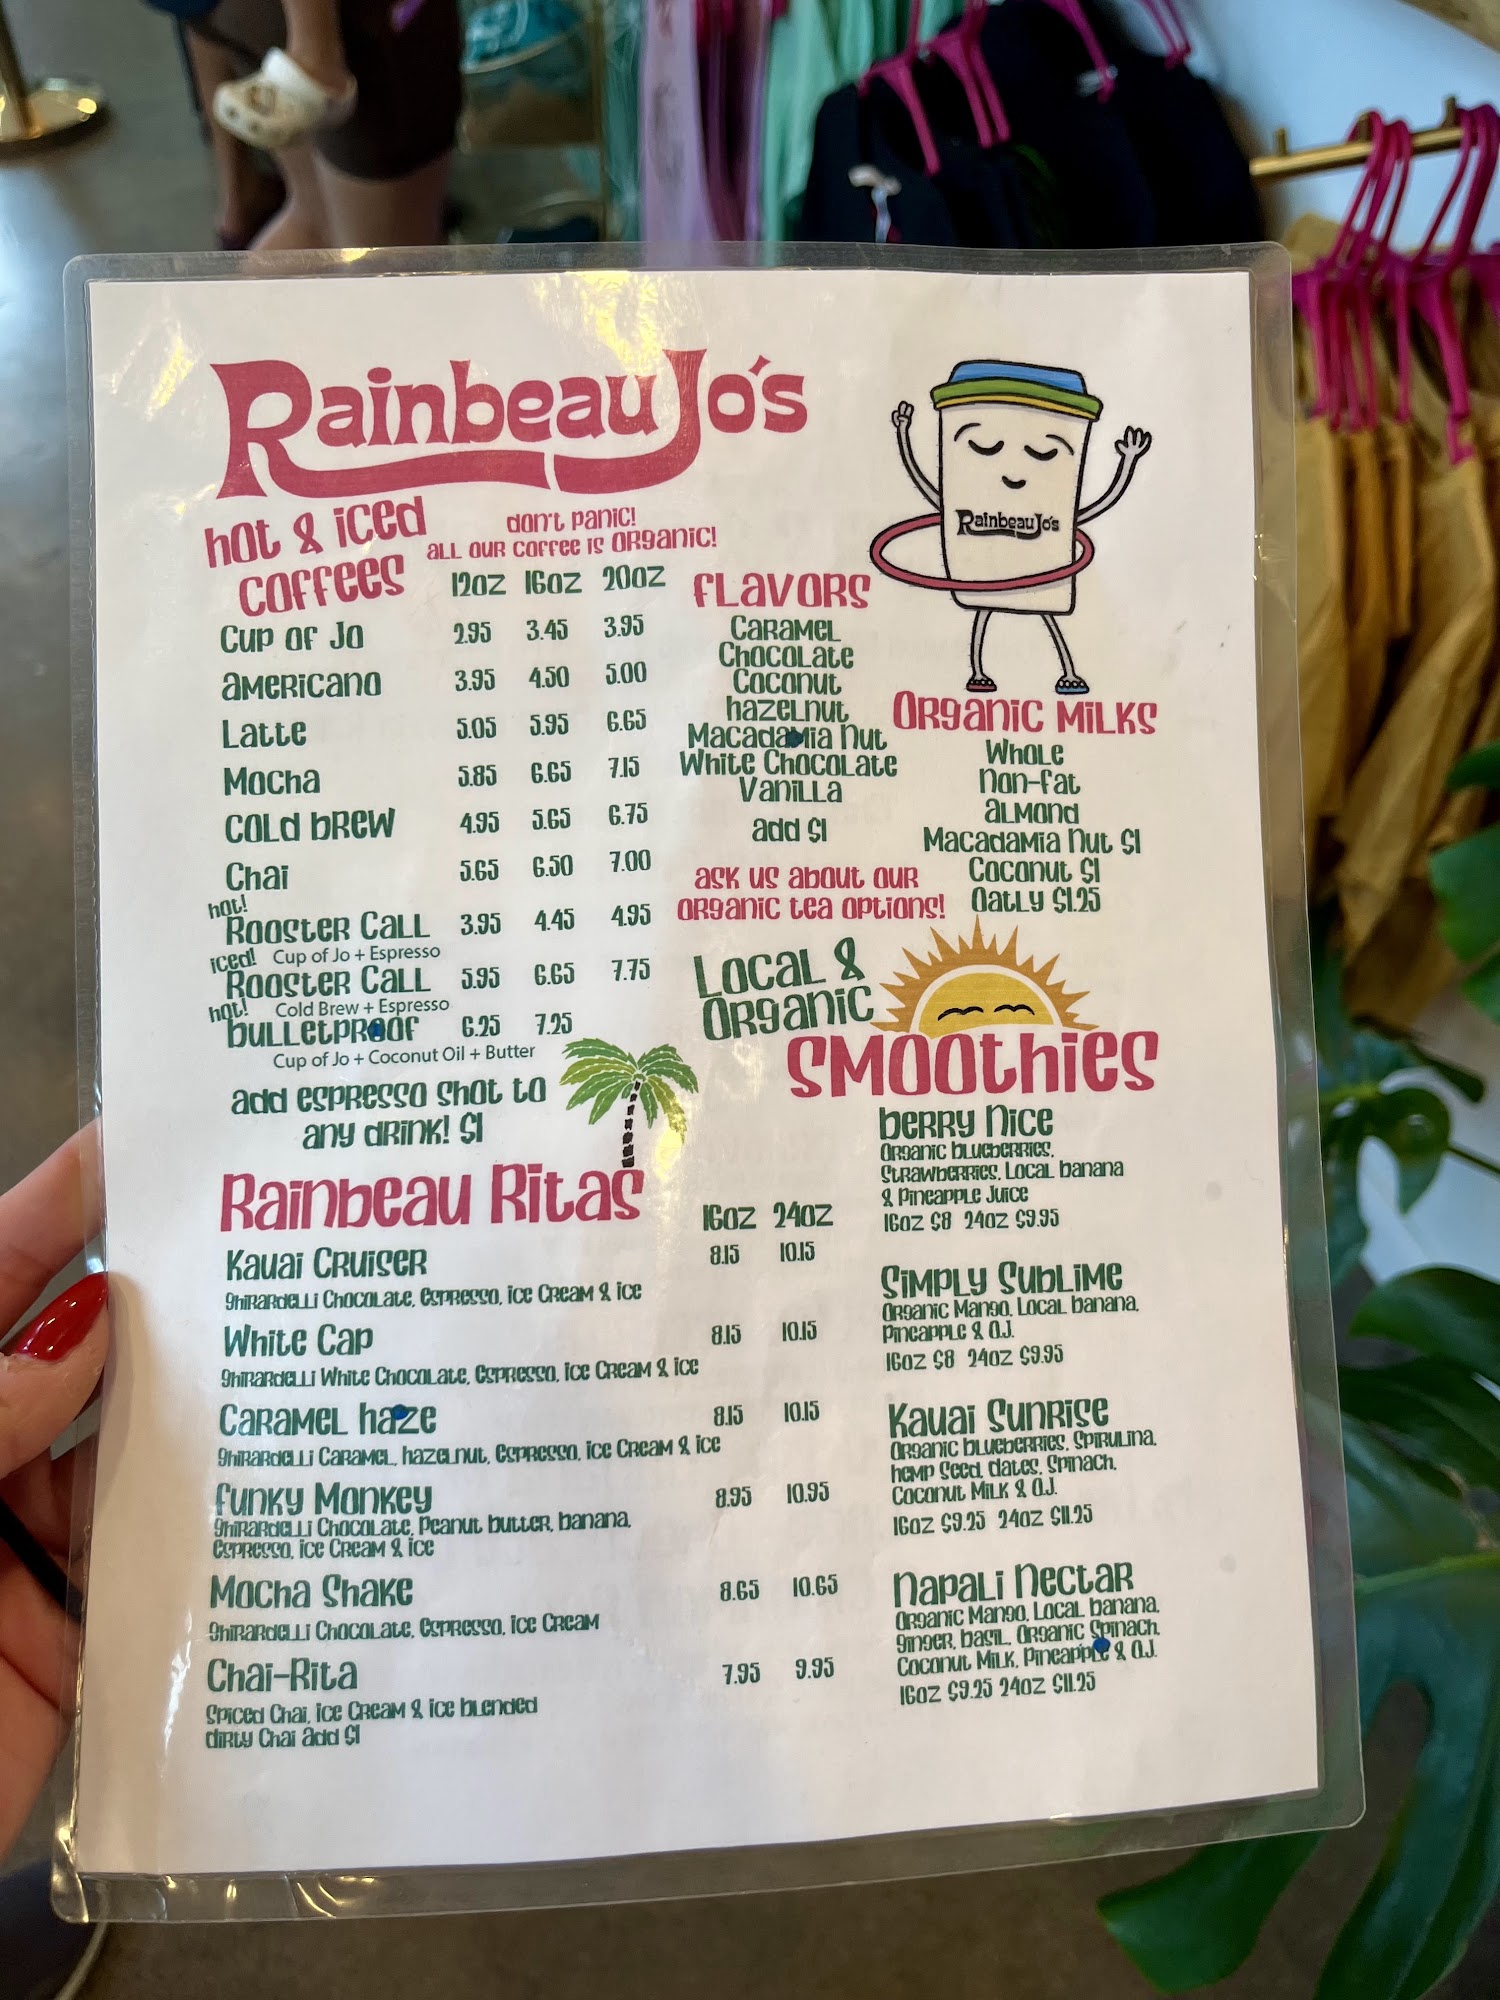 Rainbeau Jo's
hot & iced
coffees
don't panic!
all our coffee is organic!
12oz 16oz 20oz
Cup of Jo 2.95 3.45 3.95
Americano 3.95 4.50 5.00
Latte 5.05 5.95 6.65
Mocha 5.85 6.65 7.15
Cold Brew 4.95 5.65 6.75
Chai 5.65 6.50 7.00
hot!
Rooster Call 3.95 4.45 4.95
Cup of Jo + Espresso
iced!
Rooster Call 5.95 6.65 7.75
Cold Brew + Espresso
hot!
bulletproof 6.25 7.25
Cup of Jo + Coconut Oil + Butter
add espresso shot to
any drink! $1
Flavors
Caramel
Chocolate
Coconut
hazelnut
Macadamia Nut
White Chocolate
Vanilla
add $1
ask us about our
organic tea options!
Rainbeau Jo's
Organic Milks
Whole
Non-fat
almond
Macadamia Nut $1
Coconut $1
Oatly $1.25
Rainbeau Ritas
16oz 24oz
Kauai Cruiser 8.15 10.15
Ghirardelli Chocolate, Espresso, Ice Cream & ice
White Cap 8.15 10.15
Ghirardelli White Chocolate, Espresso, Ice Cream & ice
Caramel haze 8.15 10.15
Ghirardelli Caramel, hazelnut, Espresso, Ice Cream & ice
Funky Monkey 8.95 10.95
Ghirardelli Chocolate, Peanut butter, banana,
Espresso, Ice Cream & ice
Mocha Shake 8.65 10.65
Ghirardelli Chocolate, Espresso, Ice Cream
Chai-Rita 7.95 9.95
Spiced Chai, Ice Cream & ice blended
dirty Chai add $1
Local &
Organic
Smoothies
berry Nice
Organic blueberries,
Strawberries, Local banana
& Pineapple Juice
16oz $8 24oz $9.95
Simply Sublime
Organic Mango, Local banana,
Pineapple & O.J.
16oz $8 24oz $9.95
Kauai Sunrise
Organic blueberries, Spirulina,
hemp Seed, dates, Spinach,
Coconut Milk & O.J.
16oz $9.25 24oz $11.25
Napali Nectar
Organic Mango, Local banana,
ginger, basil, Organic Spinach,
Coconut Milk, Pineapple & O.J.
16oz $9.25 24oz $11.25